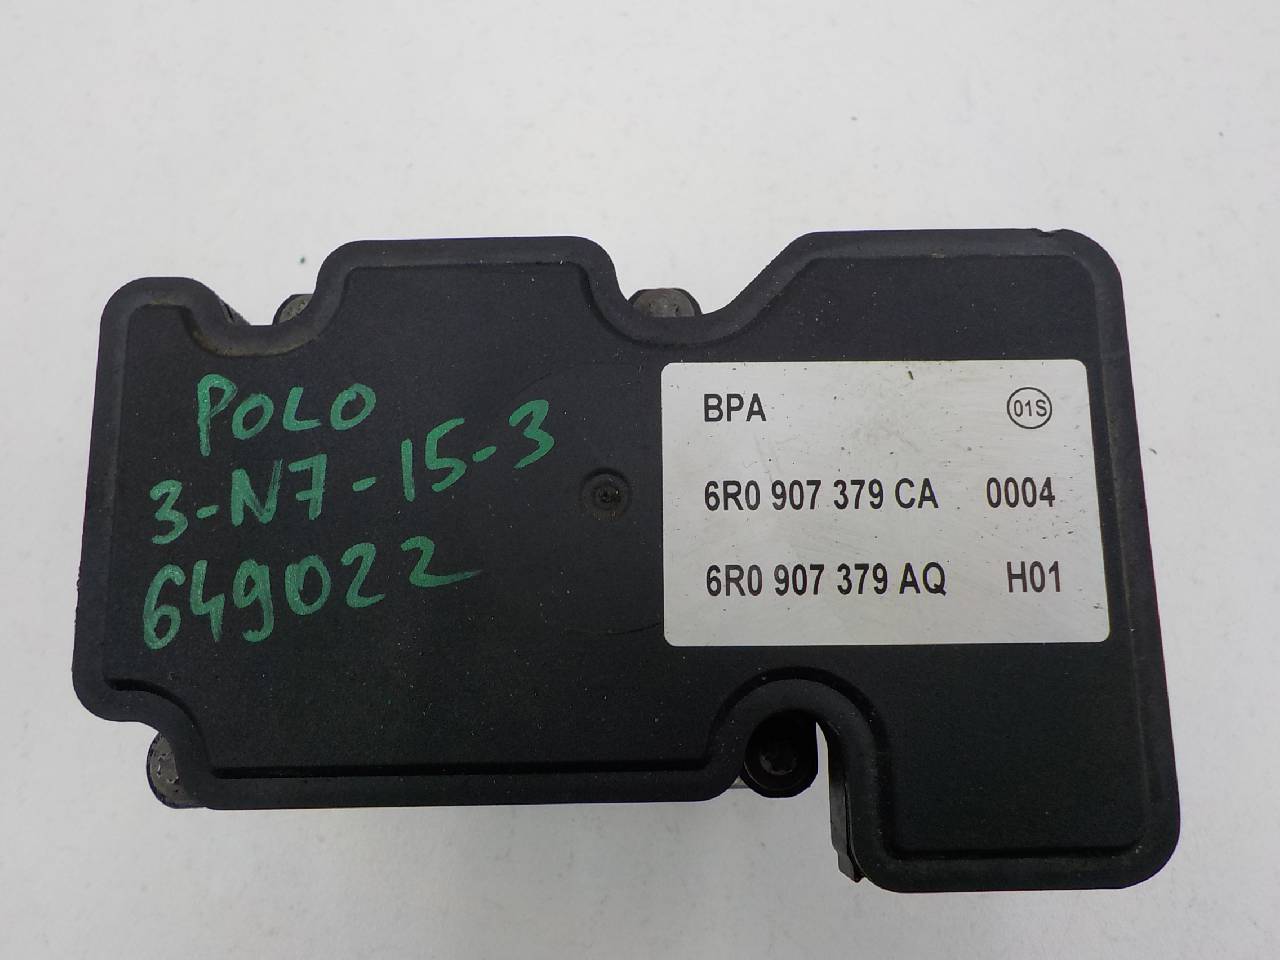 POLO
3-N7-15-3
649022
BPA 01S
6R0 907 379 CA 0004
6R0 907 379 AQ H01